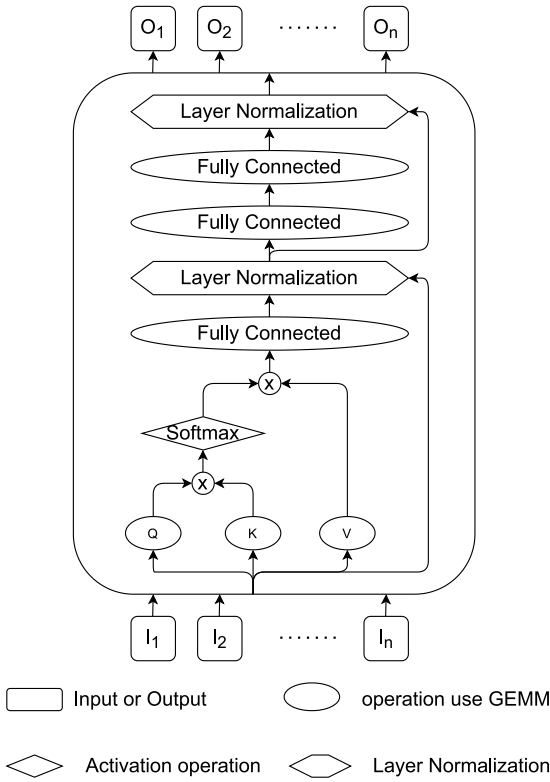 O1 O2 ....... On
Layer Normalization
Fully Connected
Fully Connected
Layer Normalization
Fully Connected
x
Softmax
x
Q K V
I1 I2 ....... In
Input or Output
operation use GEMM
Activation operation
Layer Normalization